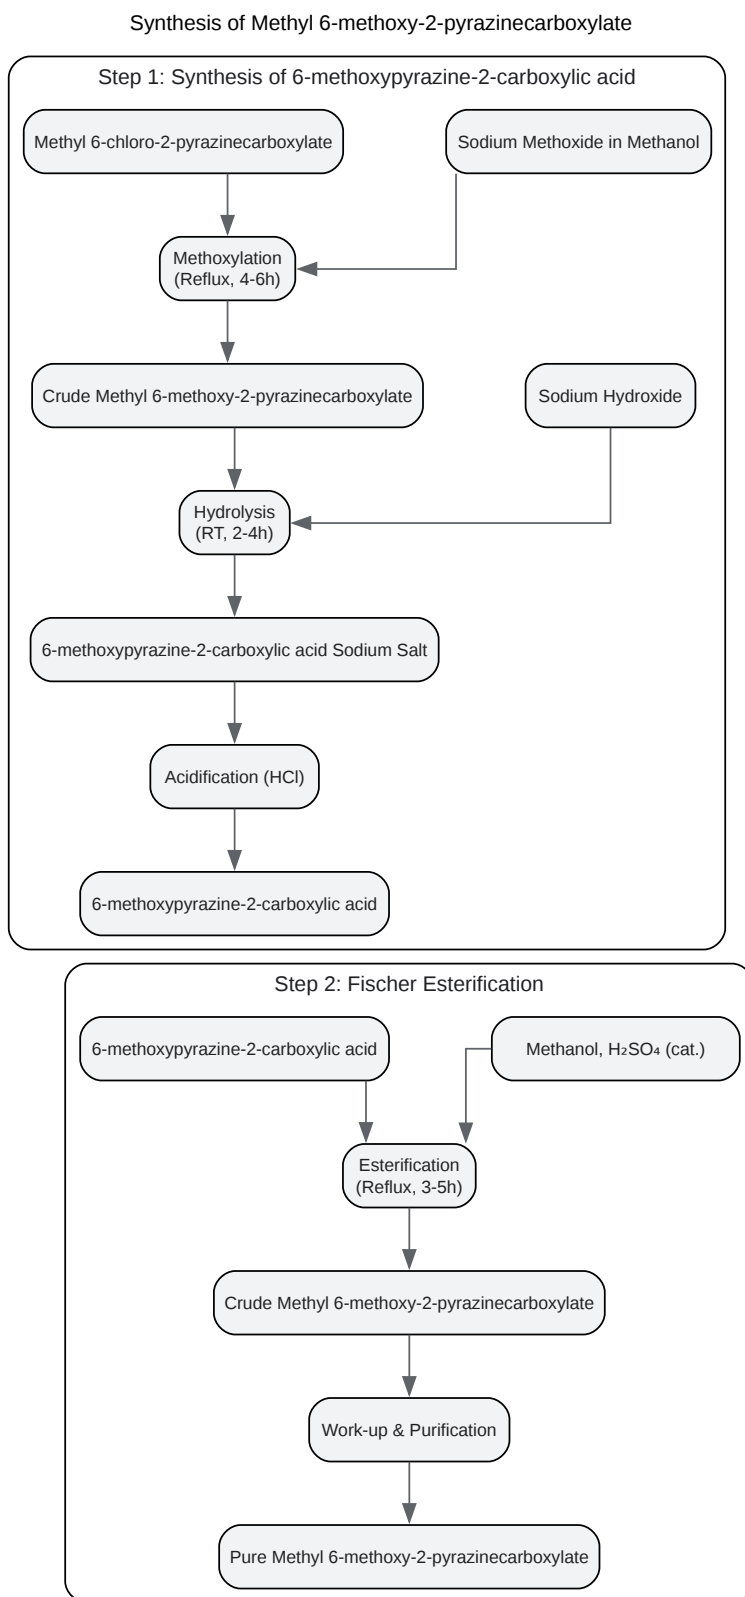 Synthesis of Methyl 6-methoxy-2-pyrazinecarboxylate
Step 1: Synthesis of 6-methoxypyrazine-2-carboxylic acid
Methyl 6-chloro-2-pyrazinecarboxylate
Sodium Methoxide in Methanol
Methoxylation
(Reflux, 4-6h)
Crude Methyl 6-methoxy-2-pyrazinecarboxylate
Sodium Hydroxide
Hydrolysis
(RT, 2-4h)
6-methoxypyrazine-2-carboxylic acid Sodium Salt
Acidification (HCl)
6-methoxypyrazine-2-carboxylic acid
Step 2: Fischer Esterification
6-methoxypyrazine-2-carboxylic acid
Methanol, H₂SO₄ (cat.)
Esterification
(Reflux, 3-5h)
Crude Methyl 6-methoxy-2-pyrazinecarboxylate
Work-up & Purification
Pure Methyl 6-methoxy-2-pyrazinecarboxylate